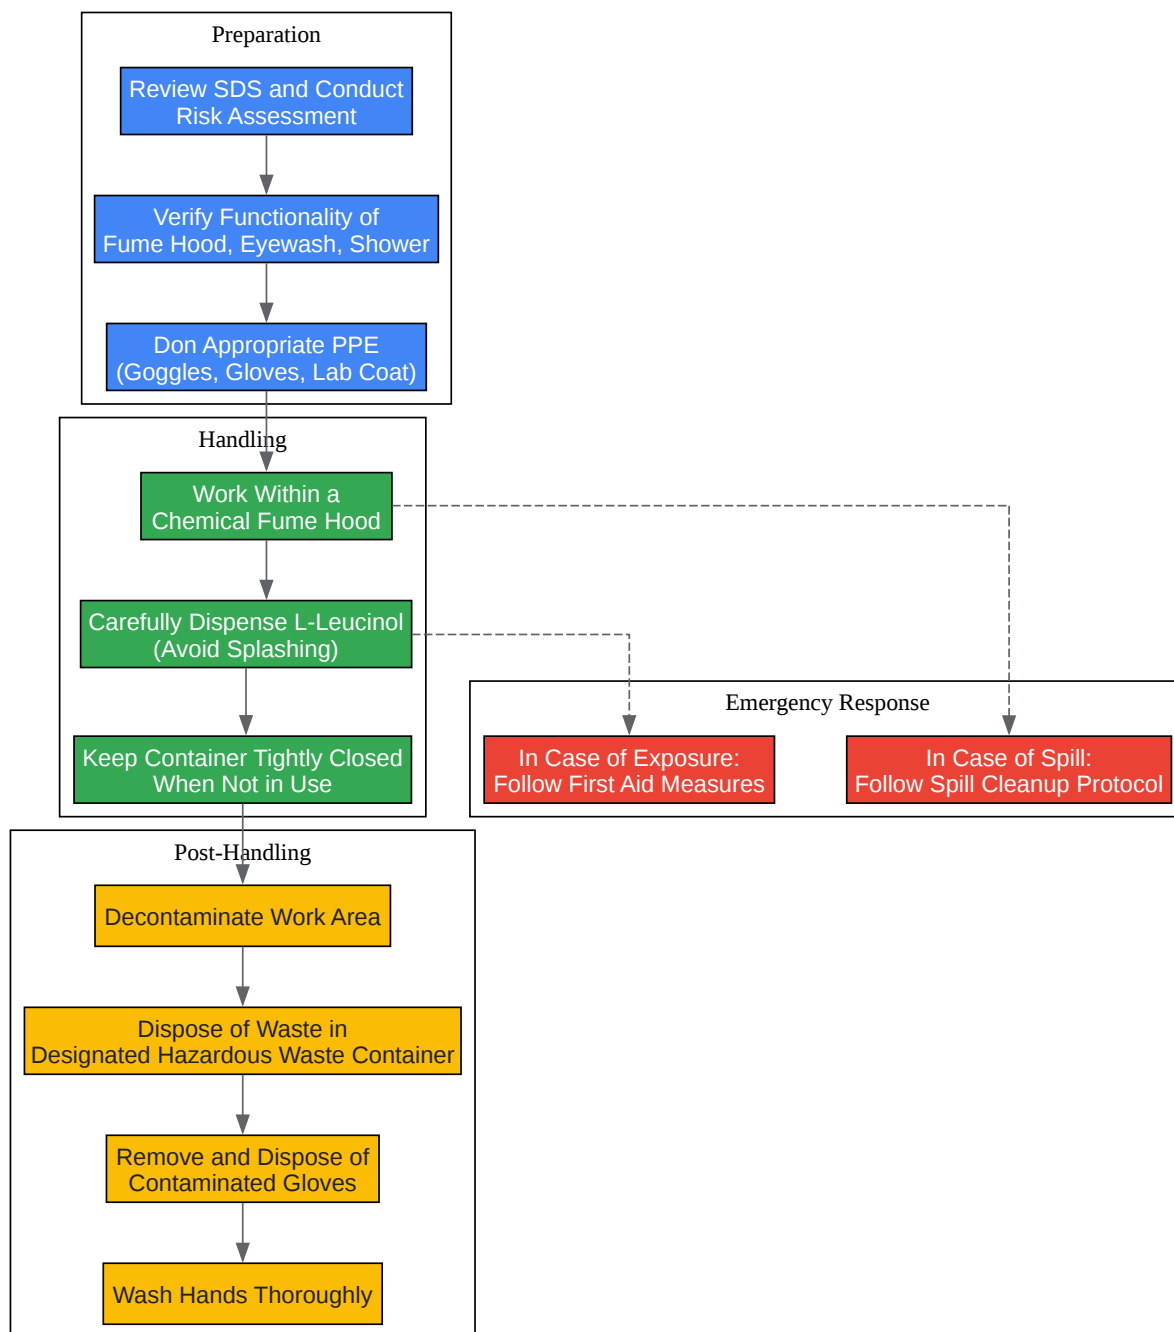 Preparation
Review SDS and Conduct
Risk Assessment
Verify Functionality of
Fume Hood, Eyewash, Shower
Don Appropriate PPE
(Goggles, Gloves, Lab Coat)
Handling
Work Within a
Chemical Fume Hood
Carefully Dispense L-Leucinol
(Avoid Splashing)
Keep Container Tightly Closed
When Not in Use
Emergency Response
In Case of Exposure:
Follow First Aid Measures
In Case of Spill:
Follow Spill Cleanup Protocol
Post-Handling
Decontaminate Work Area
Dispose of Waste in
Designated Hazardous Waste Container
Remove and Dispose of
Contaminated Gloves
Wash Hands Thoroughly